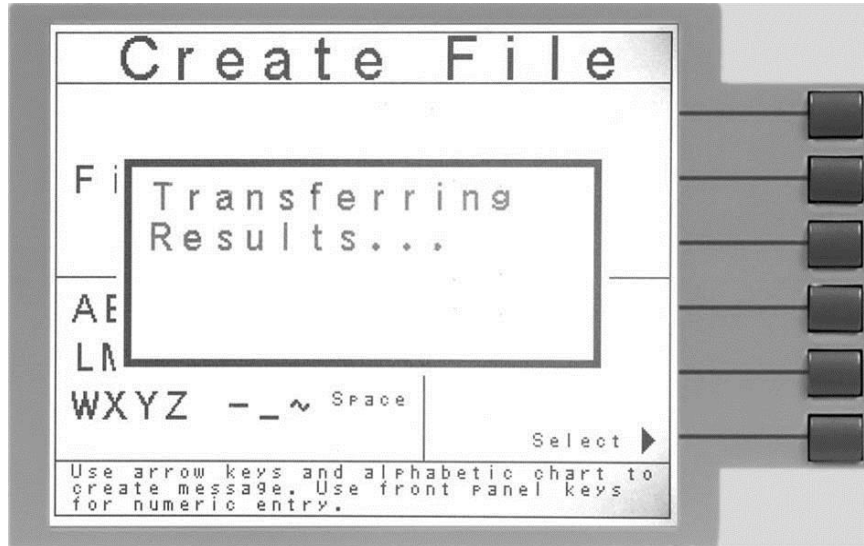 Create File
Fi
Transferring
Results...
AB
LM
WXYZ -_~ Space
Select
Use arrow keys and alphabetic chart to
create message. Use front panel keys
for numeric entry.